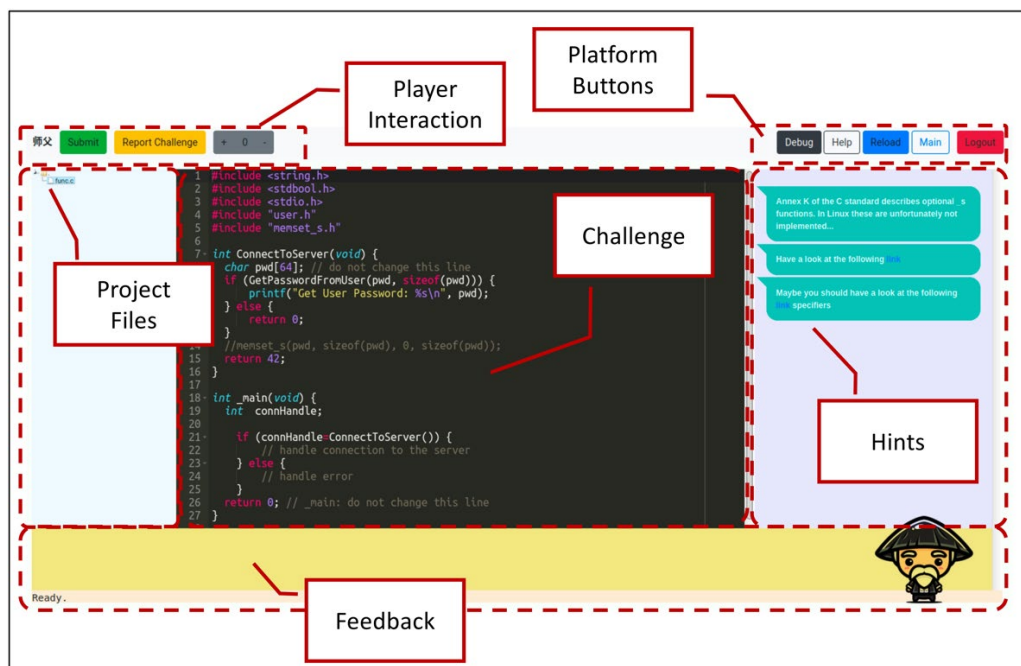 Player
Interaction
Platform
Buttons
师父 Submit Report Challenge + 0 - Debug Help Reload Main Logout
func.c
1 #include <string.h>
2 #include <stdbool.h>
3 #include <stdio.h>
4 #include "user.h"
5 #include "memset_s.h"
6
7 int ConnectToServer(void) {
char pwd[64]; // do not change this line
if (GetPasswordFromUser(pwd, sizeof(pwd))) {
printf("Get User Password: %s\n", pwd);
} else {
return 0;
}
//memset_s(pwd, sizeof(pwd), 0, sizeof(pwd));
15 return 42;
16 }
17
18 int _main(void) {
19 int connHandle;
20
21 if (connHandle=ConnectToServer()) {
22 // handle connection to the server
23 } else {
24 // handle error
25 }
26 return 0; // _main: do not change this line
27 }
Project
Files
Challenge
Annex K of the C standard describes optional _s
functions. In Linux these are unfortunately not
implemented...
Have a look at the following link
Maybe you should have a look at the following
link specifiers
Hints
Ready.
Feedback